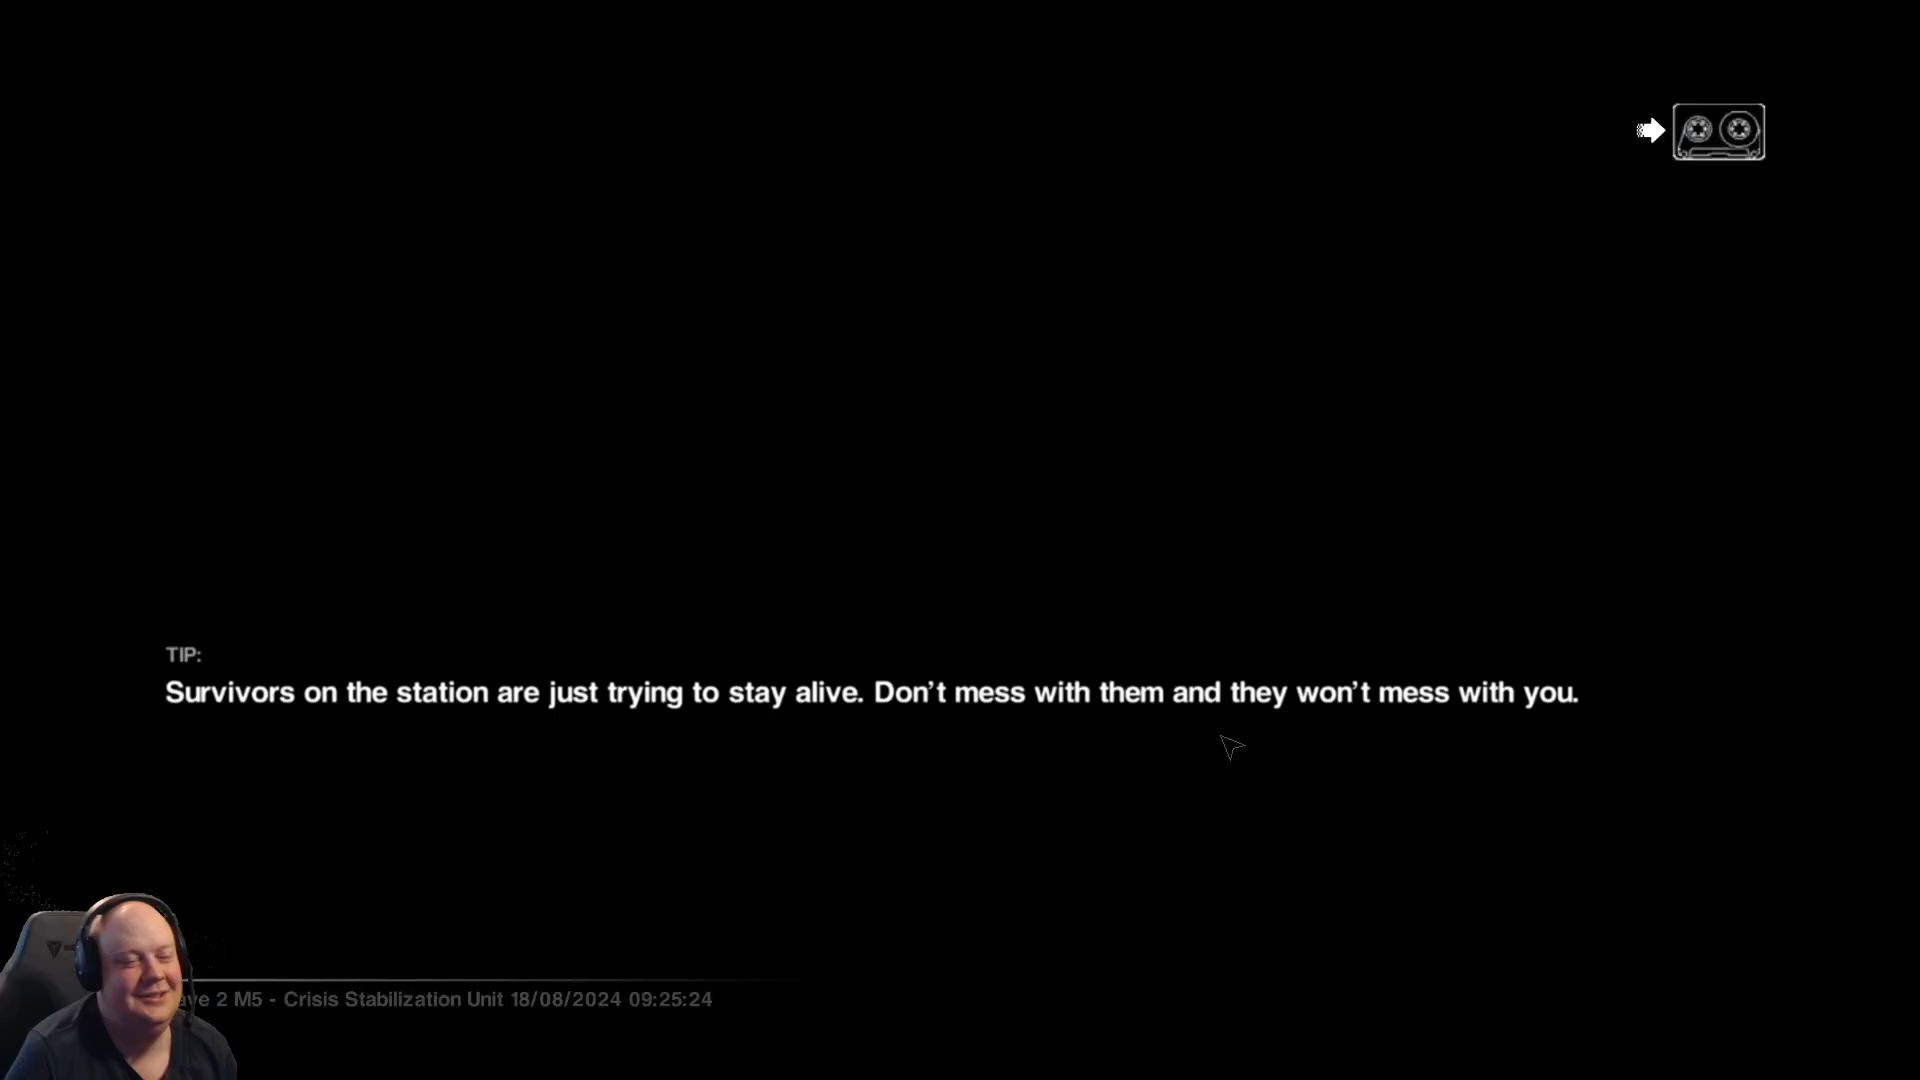 TIP:
Survivors on the station are just trying to stay alive. Don’t mess with them and they won’t mess with you.
2 M5 - Crisis Stabilization Unit 18/08/2024 09:25:24